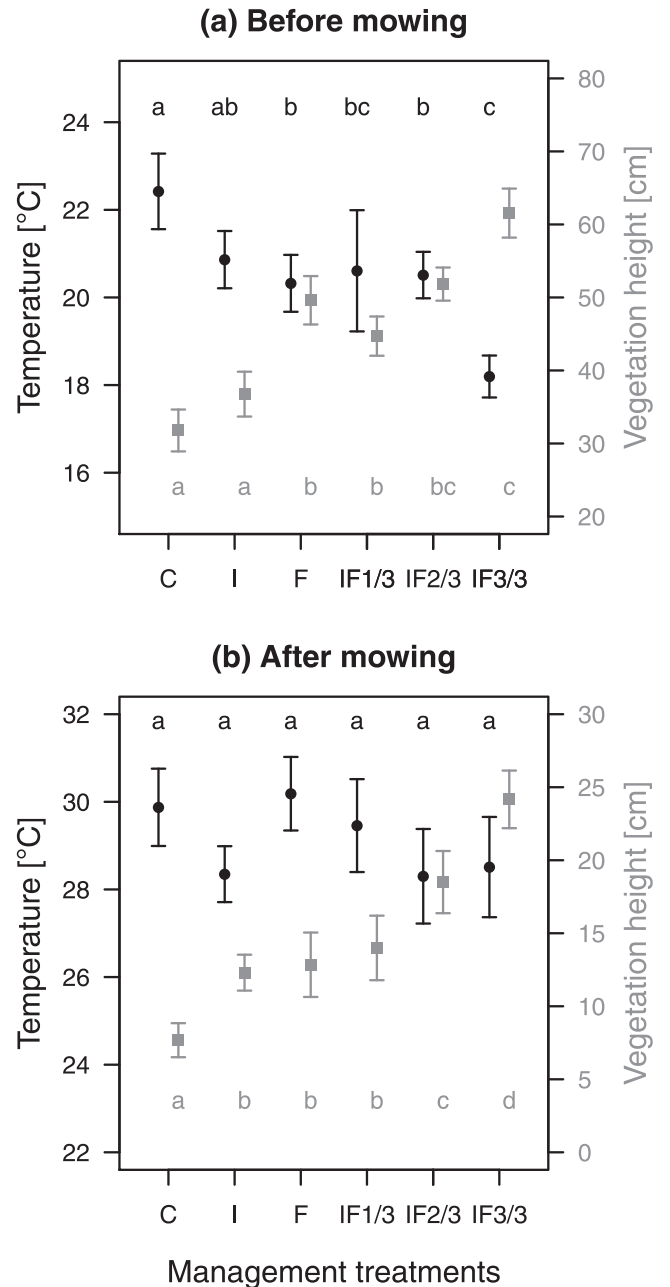 (a) Before mowing
a ab b bc b c
24
22
20
18
16
80
70
60
50
40
30
20
Temperature [°C]
Vegetation height [cm]
a a b b bc c
C I F IF1/3 IF2/3 IF3/3
(b) After mowing
a a a a a a
32
30
28
26
24
22
30
25
20
15
10
5
0
Temperature [°C]
Vegetation height [cm]
a b b b c d
C I F IF1/3 IF2/3 IF3/3
Management treatments